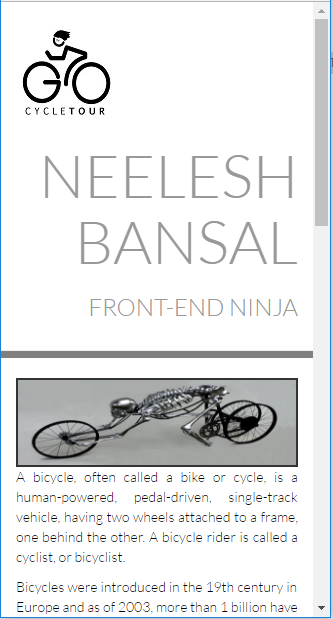 GO
CYCLETOUR
NEELESH
BANSAL
FRONT-END NINJA
A bicycle, often called a bike or cycle, is a
human-powered, pedal-driven, single-track
vehicle, having two wheels attached to a frame,
one behind the other. A bicycle rider is called a
cyclist, or bicyclist.
Bicycles were introduced in the 19th century in
Europe and as of 2003, more than 1 billion have